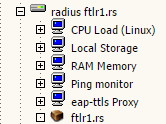 radius ftlr1.rs
CPU Load (Linux)
Local Storage
RAM Memory
Ping monitor
eap-ttls Proxy
ftlr1.rs